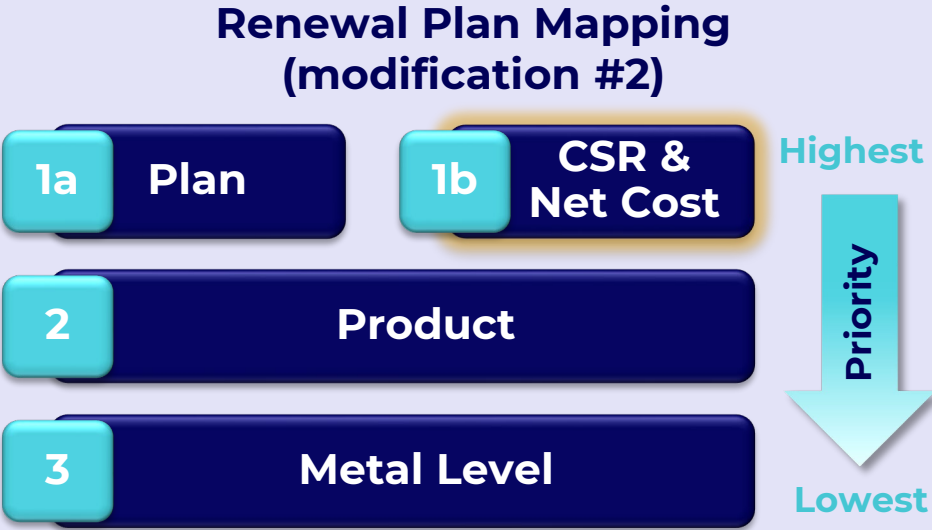 Renewal Plan Mapping
(modification #2)
1a
Plan
1b
CSR &
Net Cost
Highest
2
Product
Priority
3
Metal Level
Lowest